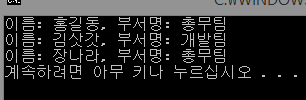 C:\WINDOWS
이름: 홍길동, 부서명: 총무팀
이름: 김삿갓, 부서명: 개발팀
이름: 장나라, 부서명: 총무팀
계속하려면 아무 키나 누르십시오 . . .